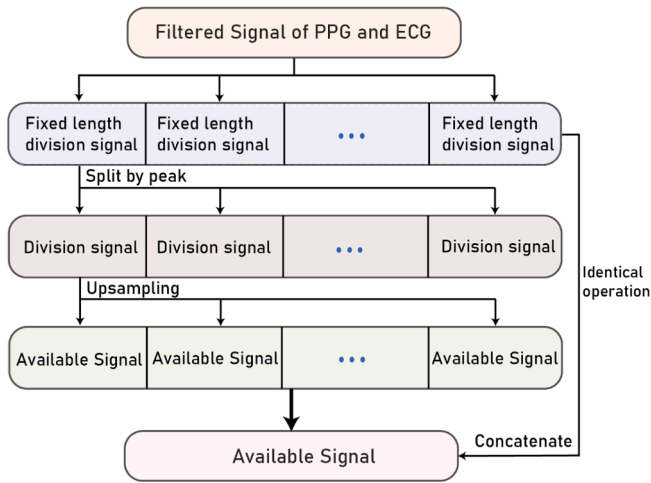 Filtered Signal of PPG and ECG
Fixed length
division signal
Fixed length
division signal
Fixed length
division signal
Split by peak
Division signal
Division signal
Division signal
Identical
operation
Upsampling
Available Signal
Available Signal
Available Signal
Concatenate
Available Signal